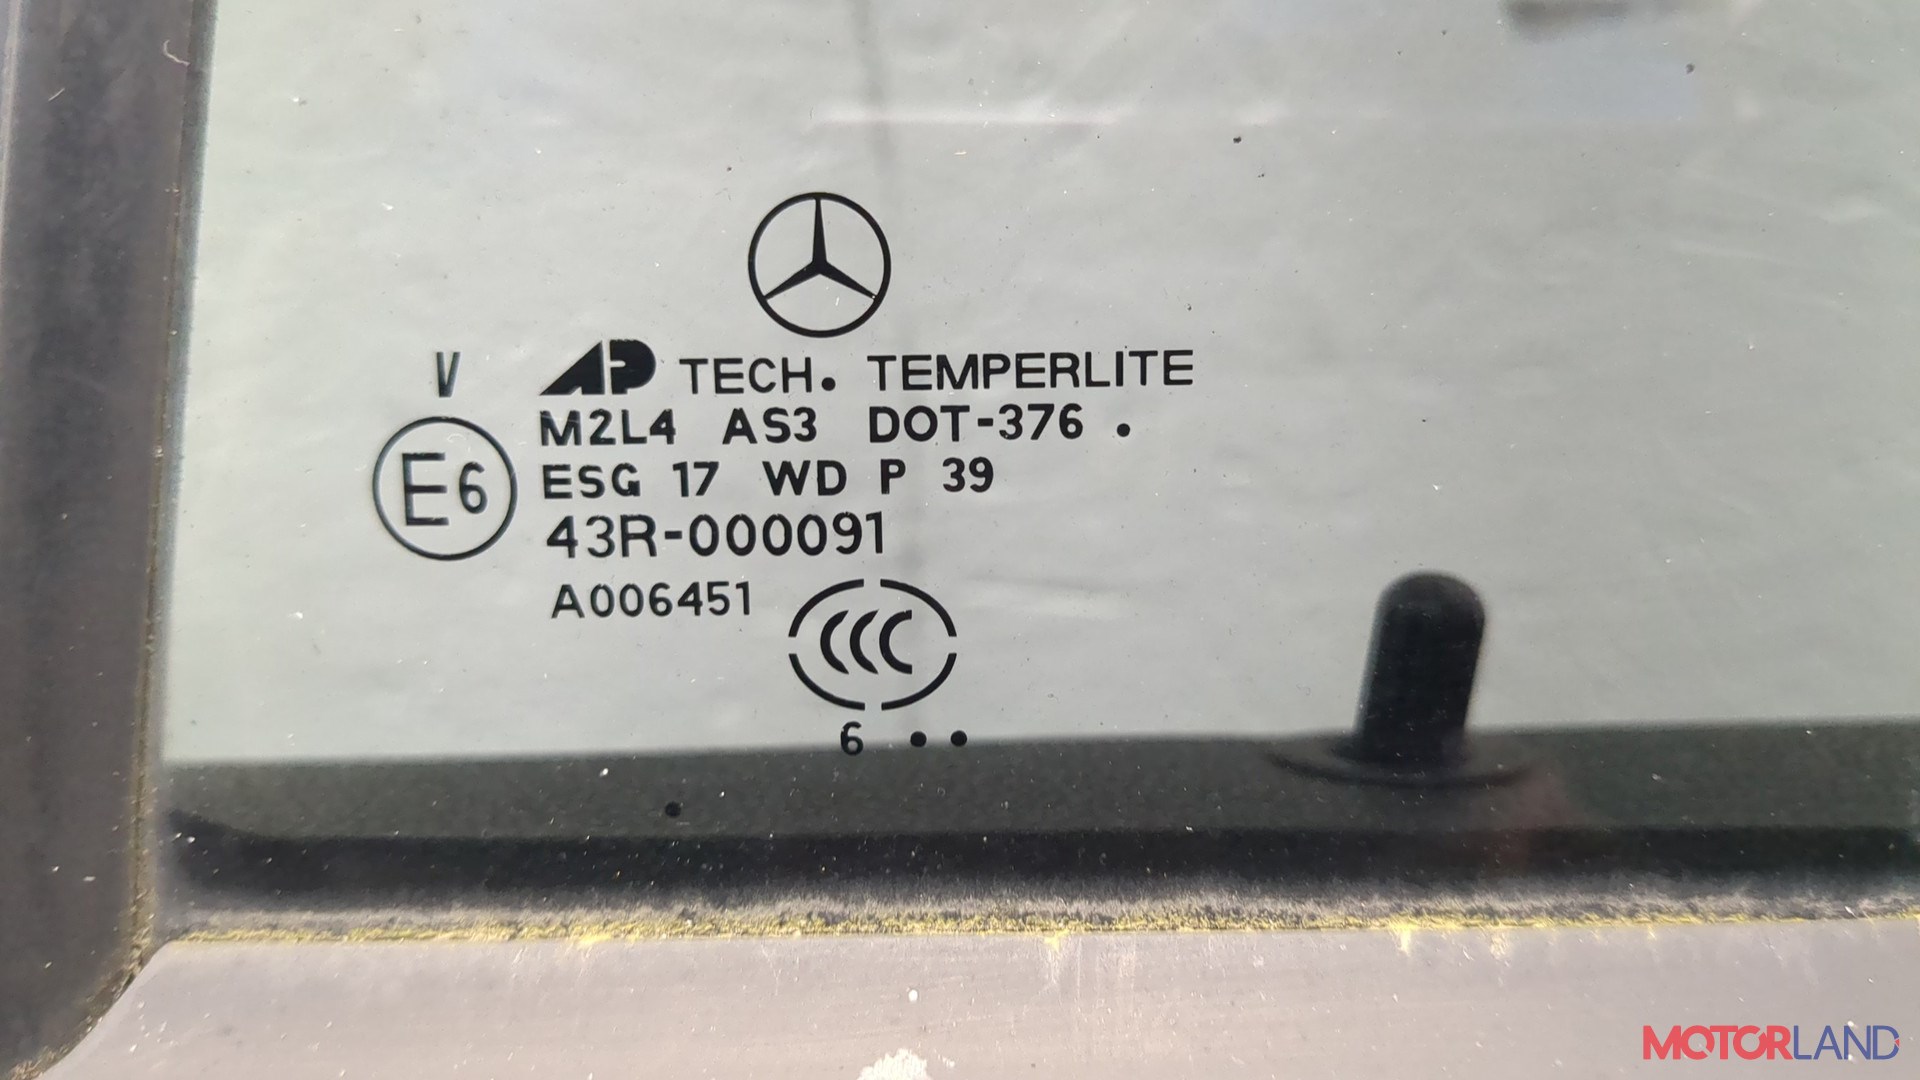 AP TECH. TEMPERLITE
V
M2L4 AS3 DOT-376 .
E6
ESG 17 WD P 39
43R-000091
A006451
CCC
6 ..
MOTORLAND